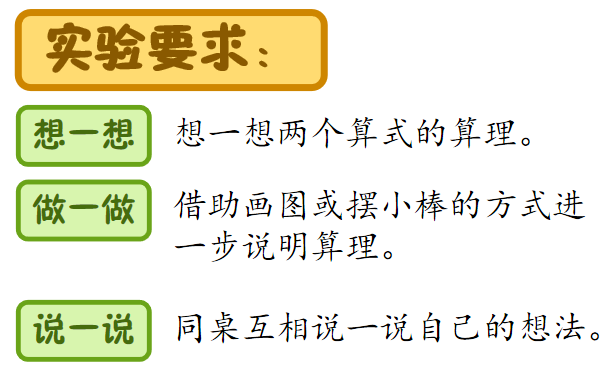 实验要求：
想一想 想一想两个算式的算理。
做一做 借助画图或摆小棒的方式进
一步说明算理。
说一说 同桌互相说一说自己的想法。